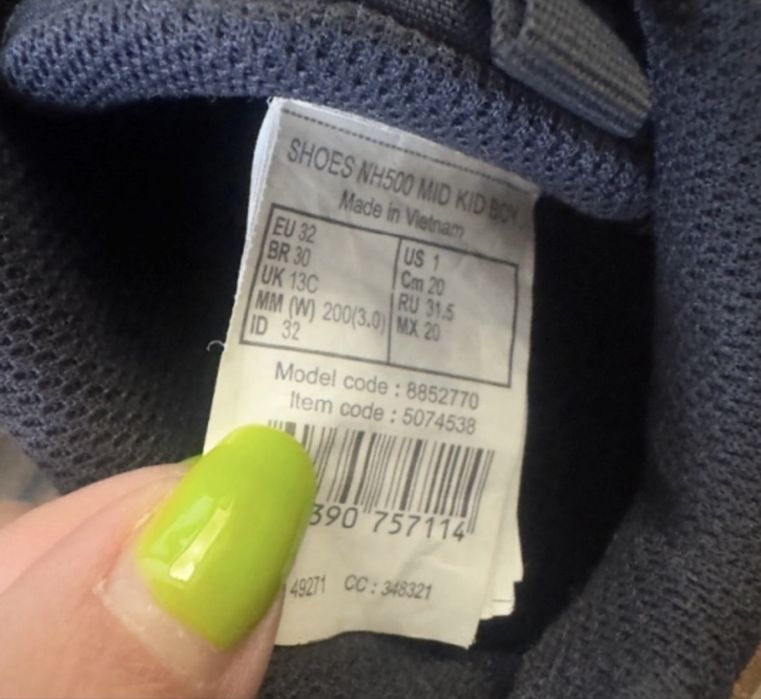 SHOES NH500 MID KID BOY
Made in Vietnam
EU 32
BR 30
UK 13C
MM (W) 200(3.0)
ID 32
US 1
Cm 20
RU 31.5
MX 20
Model code : 8852770
Item code : 5074538
390 757114
49271 CC : 348321